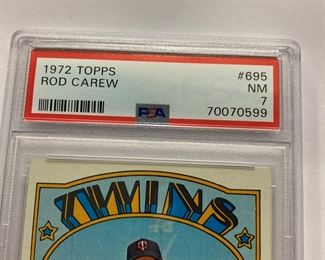 1972 TOPPS #695
ROD CAREW NM 7
PSA 70070599
TWINS